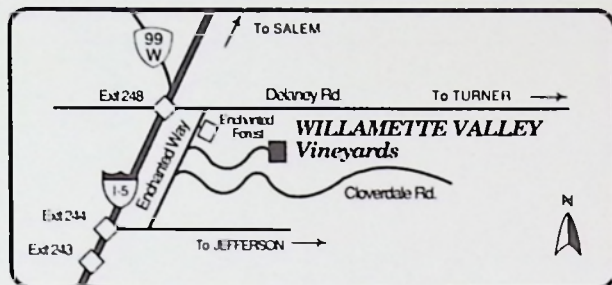 99
W
To SALEM
Exit 248
Delaney Rd.
To TURNER
Enchanted
Forest
WILLAMETTE VALLEY
Vineyards
Enchanted Way
I-5
Cloverdale Rd.
Exit 244
N
To JEFFERSON
Exit 243